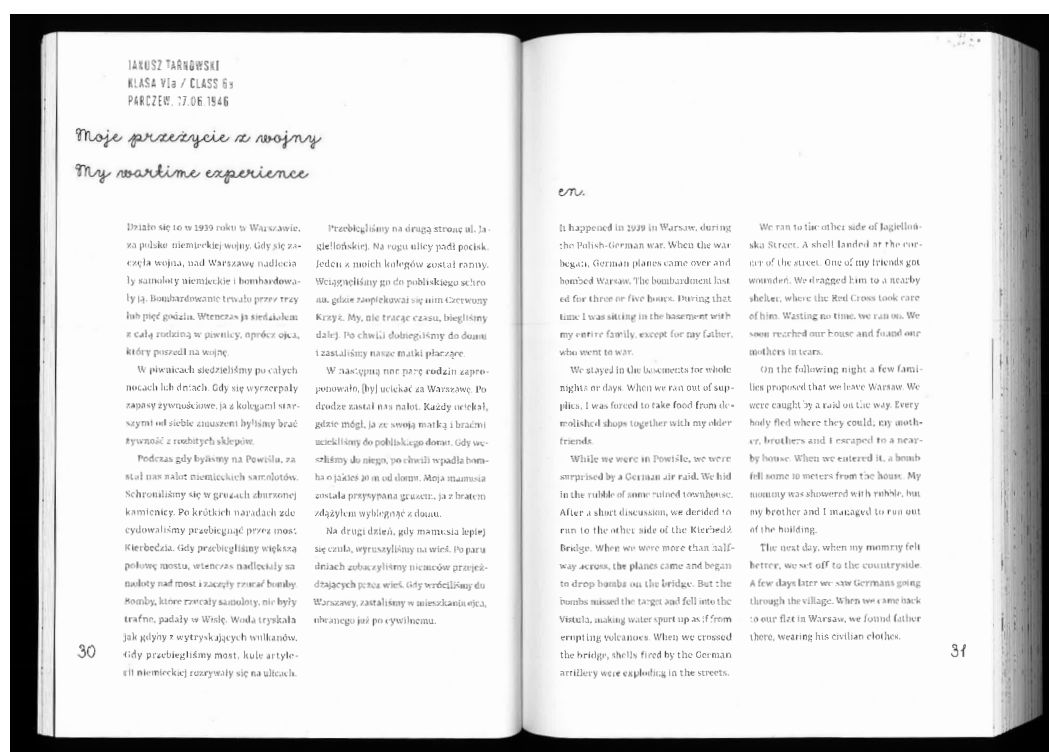 JANUSZ TARNOWSKI
KLASA VIa / CLASS 6a
PARCZEW, 17.06.1946
Moje przeżycie z wojny
My wartime experience
Działo się to w 1939 roku w Warszawie,
za polsko-niemieckiej wojny. Gdy się za-
częła wojna, nad Warszawę nadlecia-
ły samoloty niemieckie i bombardowa-
ły ją. Bombardowanie trwało przez trzy
lub pięć godzin. Wtenczas ja siedziałem
z całą rodziną w piwnicy, oprócz ojca,
który poszedł na wojnę.
W piwnicach siedzieliśmy po całych
nocach lub dniach. Gdy się wyczerpały
zapasy żywnościowe, ja z kolegami star-
szymi od siebie zmuszeni byliśmy brać
żywność z rozbitych sklepów.
Podczas gdy byliśmy na Powiślu, za-
stał nas nalot niemieckich samolotów.
Schroniliśmy się w gruzach zburzonej
kamienicy. Po krótkich naradach zde-
cydowaliśmy przebiegnąć przez most
Kierbedzia. Gdy przebiegliśmy większą
połowę mostu, wtenczas nadleciały sa-
moloty nad most i zaczęły rzucać bomby.
Bomby, które rzucały samoloty, nie były
trafne, padały w Wisłę. Woda tryskała
jak gdyby z wytryskających wulkanów.
Gdy przebiegliśmy most, kule artyle-
rii niemieckiej rozrywały się na ulicach.
Przebiegliśmy na drugą stronę ul. Ja-
giellońskiej. Na rogu ulicy padł pocisk.
Jeden z moich kolegów został ranny.
Wciągnęliśmy go do pobliskiego schro-
nu, gdzie zaopiekował się nim Czerwony
Krzyż. My, nie tracąc czasu, biegliśmy
dalej. Po chwili dobiegliśmy do domu
i zastaliśmy nasze matki płaczące.
W następną noc parę rodzin zapro-
ponowało, [by] uciekać za Warszawę. Po
drodze zastał nas nalot. Każdy uciekał,
gdzie mógł, ja ze swoją matką i braćmi
uciekliśmy do pobliskiego domu. Gdy we-
szliśmy do niego, po chwili wpadła bom-
ba o jakieś 10 m od domu. Moja mamusia
została przysypana gruzem, ja z bratem
zdążyłem wybiegnąć z domu.
Na drugi dzień, gdy mamusia lepiej
się czuła, wyruszyliśmy na wieś. Po paru
dniach zobaczyliśmy niemców przejeż-
dżających przez wieś. Gdy wróciliśmy do
Warszawy, zastaliśmy w mieszkaniu ojca,
ubranego już po cywilnemu.
30
en.
It happened in 1939 in Warsaw, during
the Polish-German war. When the war
began, German planes came over and
bombed Warsaw. The bombardment last-
ed for three or five hours. During that
time I was sitting in the basement with
my entire family, except for my father,
who went to war.
We stayed in the basements for whole
nights or days. When we ran out of sup-
plies, I was forced to take food from de-
molished shops together with my older
friends.
While we were in Powiśle, we were
surprised by a German air raid. We hid
in the rubble of some ruined townhouse.
After a short discussion, we decided to
run to the other side of the Kierbedź
Bridge. When we were more than half-
way across, the planes came and began
to drop bombs on the bridge. But the
bombs missed the target and fell into the
Vistula, making water spurt up as if from
erupting volcanoes. When we crossed
the bridge, shells fired by the German
artillery were exploding in the streets.
We ran to the other side of Jagielloń-
ska Street. A shell landed at the cor-
ner of the street. One of my friends got
wounded. We dragged him to a nearby
shelter, where the Red Cross took care
of him. Wasting no time, we ran on. We
soon reached our house and found our
mothers in tears.
On the following night a few fami-
lies proposed that we leave Warsaw. We
were caught by a raid on the way. Every-
body fled where they could, my moth-
er, brothers and I escaped to a near-
by house. When we entered it, a bomb
fell some 10 meters from the house. My
mommy was showered with rubble, but
my brother and I managed to run out
of the building.
The next day, when my mommy felt
better, we set off to the countryside.
A few days later we saw Germans going
through the village. When we came back
to our flat in Warsaw, we found father
there, wearing his civilian clothes.
31